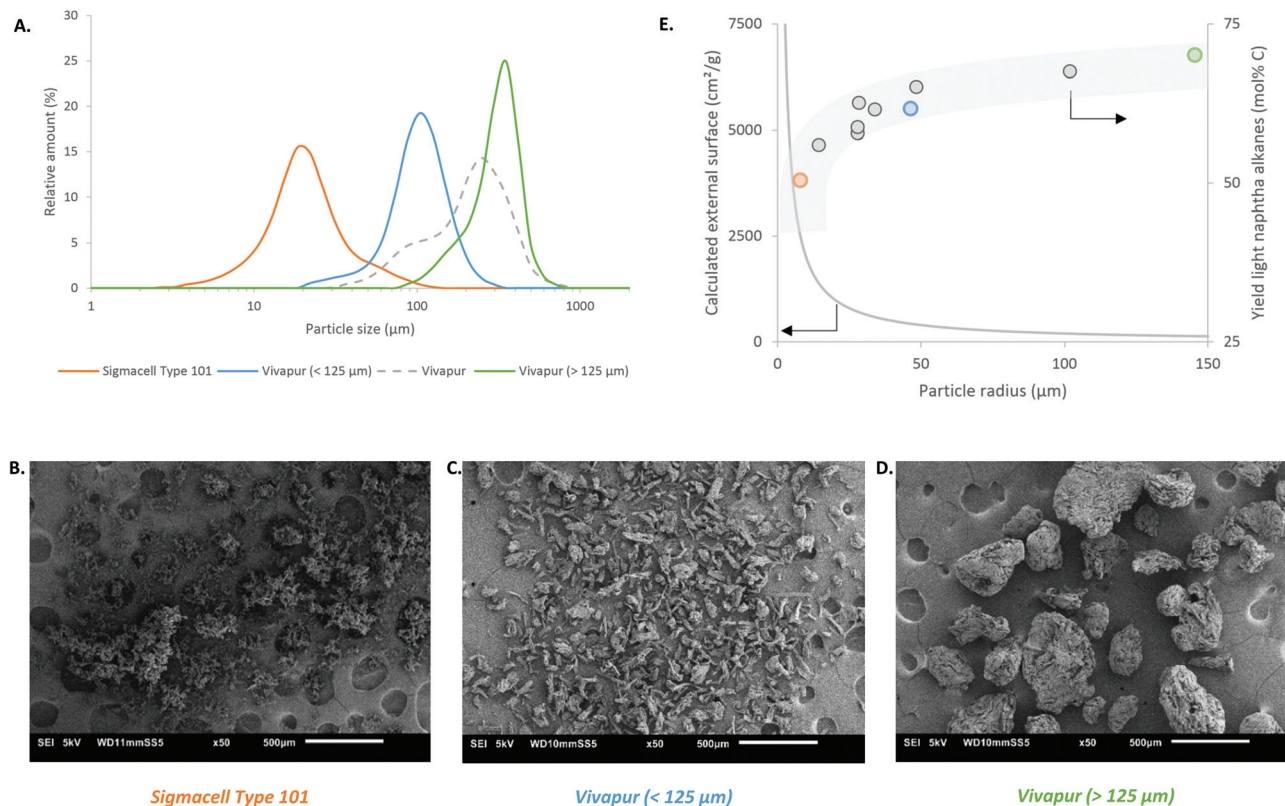 A.
30
25
20
15
10
5
0
Relative amount (%)
1
10
100
1000
Particle size (µm)
Sigmacell Type 101
Vivapur (< 125 µm)
Vivapur
Vivapur (> 125 µm)
E.
7500
5000
2500
0
Calculated external surface (cm²/g)
75
50
25
Yield light naphtha alkanes (mol% C)
0
50
100
150
Particle radius (µm)
B.
SEI 5kV WD11mmSS5 x50 500µm
Sigmacell Type 101
C.
SEI 5kV WD10mmSS5 x50 500µm
Vivapur (< 125 µm)
D.
SEI 5kV WD10mmSS5 x50 500µm
Vivapur (> 125 µm)